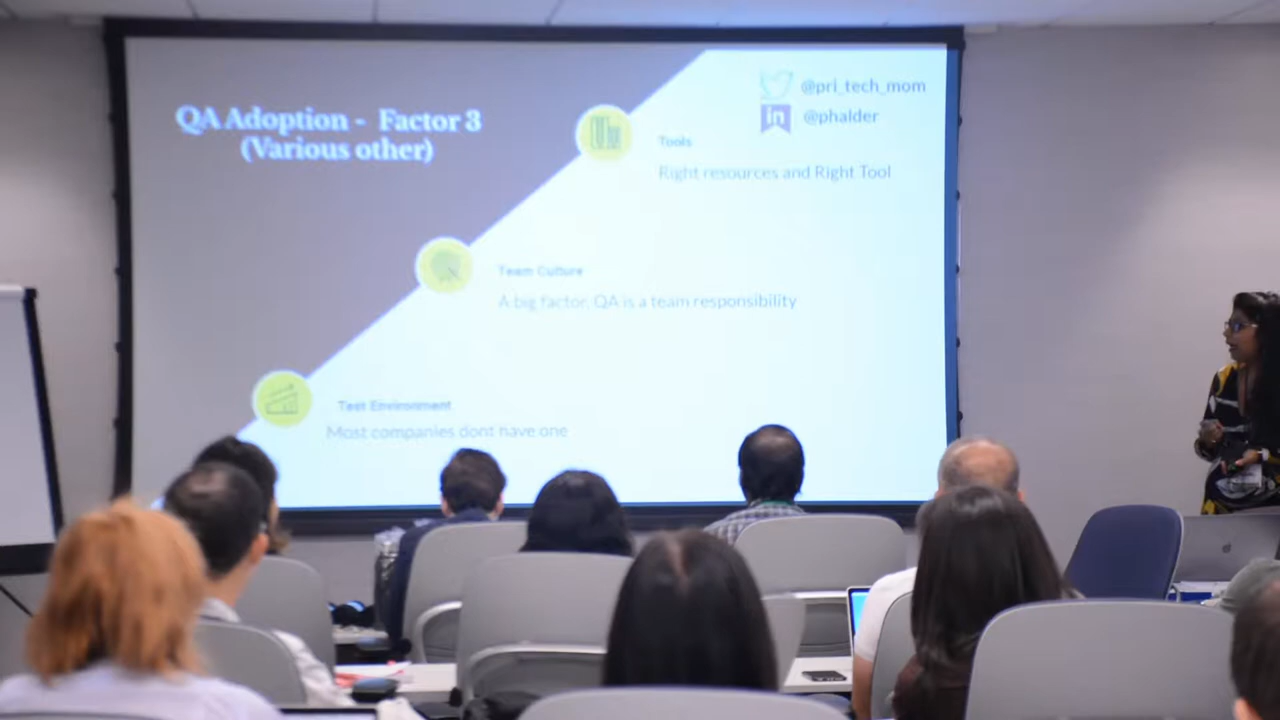 QA Adoption - Factor 3
(Various other)
@pri_tech_mom
in @phalder
Tools
Right resources and Right Tool
Team Culture
A big factor, QA is a team responsibility
Test Environment
Most companies dont have one